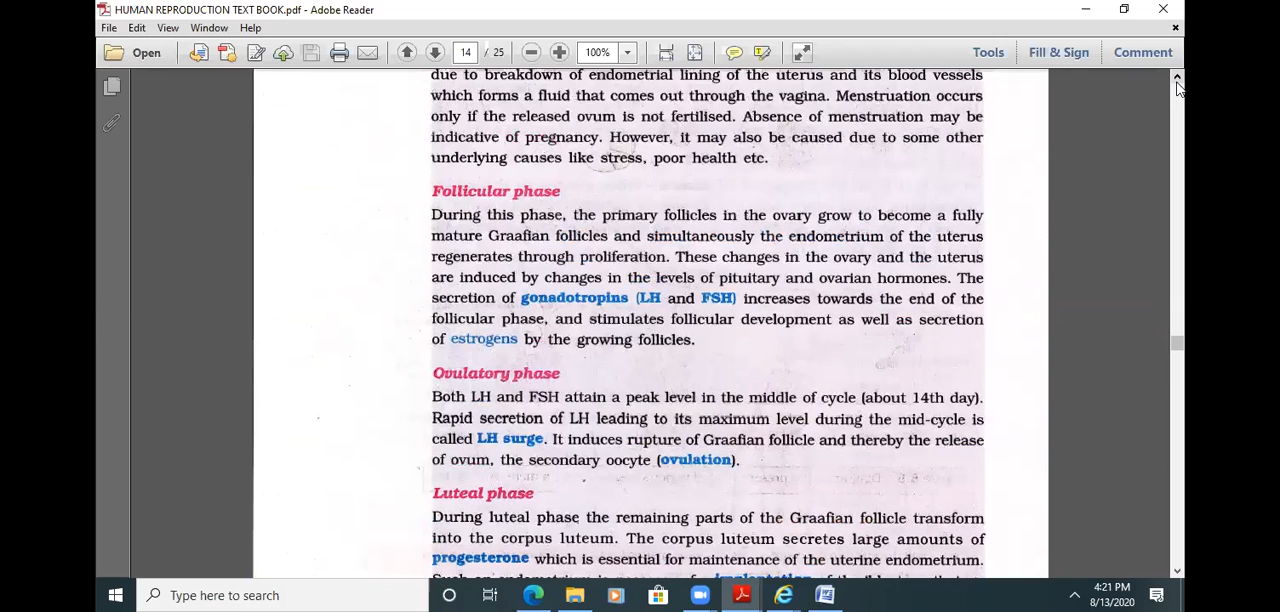 HUMAN REPRODUCTION TEXT BOOK.pdf - Adobe Reader
File Edit View Window Help
Open 14 / 25 100% Tools Fill & Sign Comment
due to breakdown of endometrial lining of the uterus and its blood vessels
which forms a fluid that comes out through the vagina. Menstruation occurs
only if the released ovum is not fertilised. Absence of menstruation may be
indicative of pregnancy. However, it may also be caused due to some other
underlying causes like stress, poor health etc.
Follicular phase
During this phase, the primary follicles in the ovary grow to become a fully
mature Graafian follicles and simultaneously the endometrium of the uterus
regenerates through proliferation. These changes in the ovary and the uterus
are induced by changes in the levels of pituitary and ovarian hormones. The
secretion of gonadotropins (LH and FSH) increases towards the end of the
follicular phase, and stimulates follicular development as well as secretion
of estrogens by the growing follicles.
Ovulatory phase
Both LH and FSH attain a peak level in the middle of cycle (about 14th day).
Rapid secretion of LH leading to its maximum level during the mid-cycle is
called LH surge. It induces rupture of Graafian follicle and thereby the release
of ovum, the secondary oocyte (ovulation).
Luteal phase
During luteal phase the remaining parts of the Graafian follicle transform
into the corpus luteum. The corpus luteum secretes large amounts of
progesterone which is essential for maintenance of the uterine endometrium.
implantation
Type here to search
4:21 PM
8/13/2020